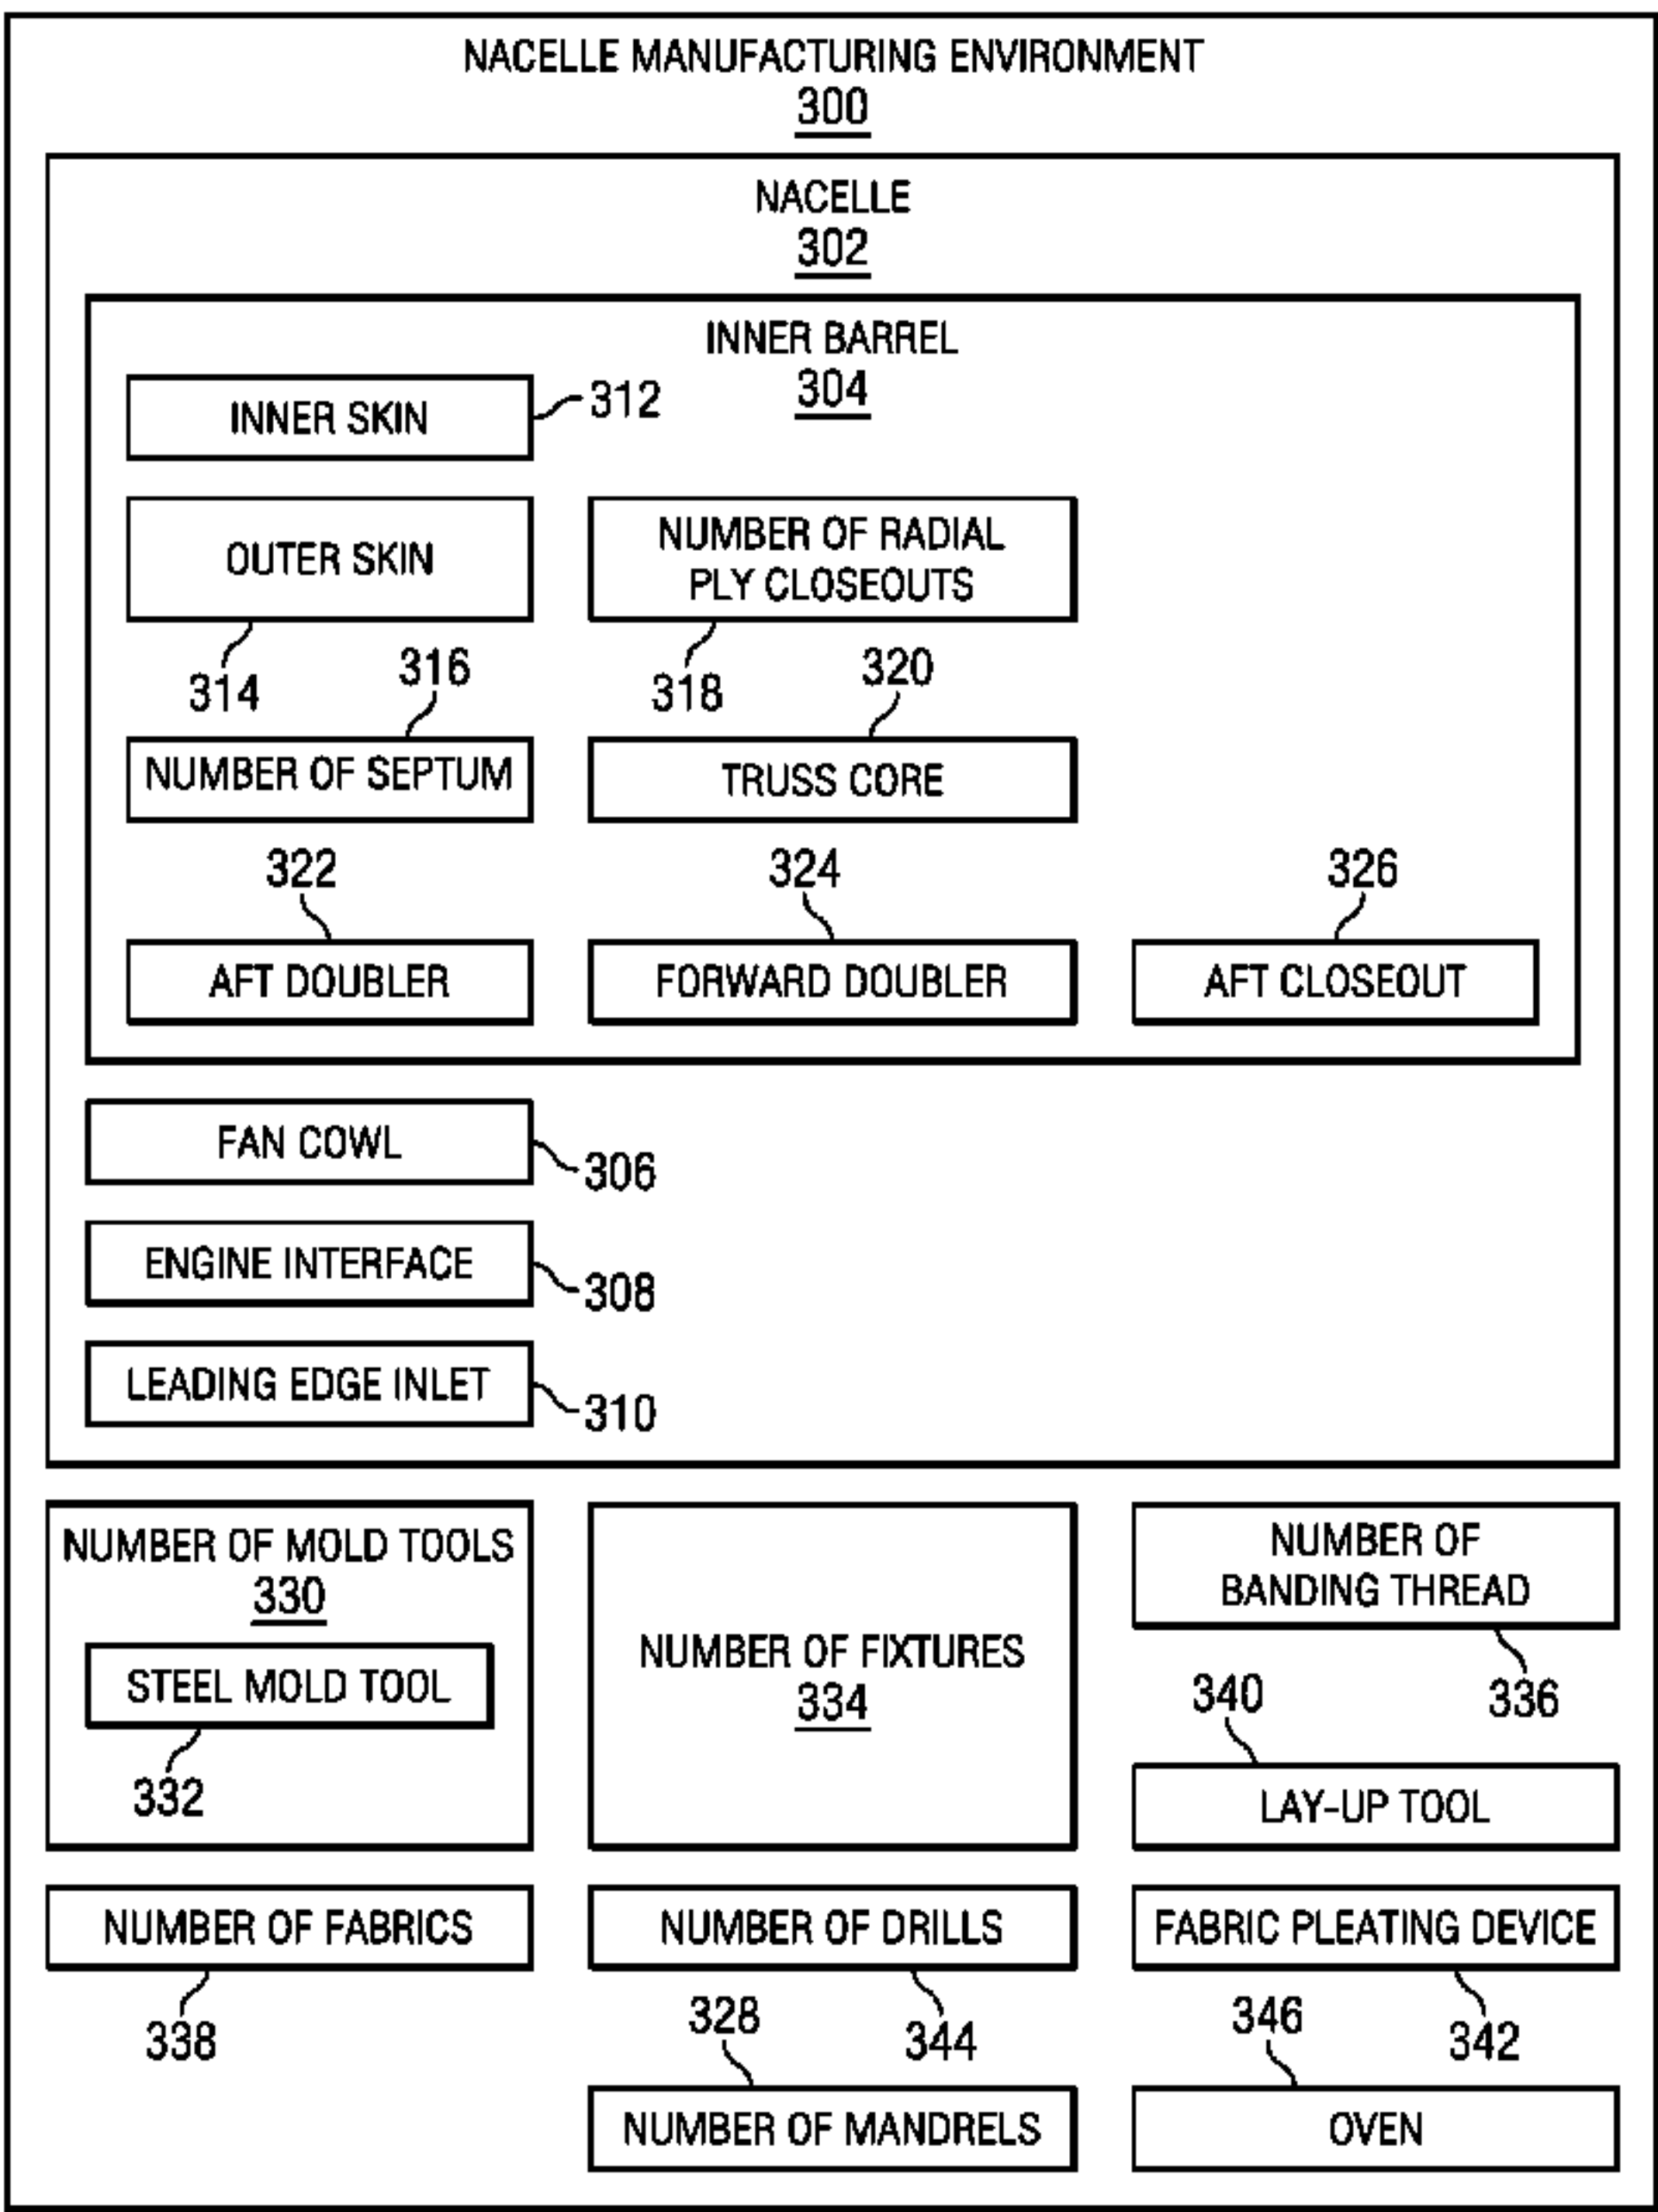 NACELLE MANUFACTURING ENVIRONMENT
300
NACELLE
302
INNER BARREL
304
INNER SKIN
312
OUTER SKIN
314
NUMBER OF RADIAL
PLY CLOSEOUTS
318
316
NUMBER OF SEPTUM
320
TRUSS CORE
322
AFT DOUBLER
324
FORWARD DOUBLER
326
AFT CLOSEOUT
FAN COWL
306
ENGINE INTERFACE
308
LEADING EDGE INLET
310
NUMBER OF MOLD TOOLS
330
STEEL MOLD TOOL
332
NUMBER OF FIXTURES
334
NUMBER OF
BANDING THREAD
336
340
LAY-UP TOOL
NUMBER OF FABRICS
338
NUMBER OF DRILLS
344
FABRIC PLEATING DEVICE
342
328
NUMBER OF MANDRELS
346
OVEN